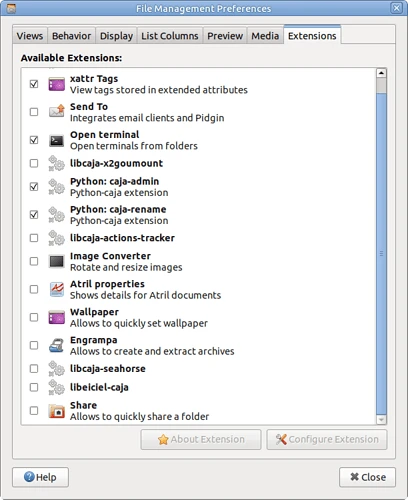 File Management Preferences
Views Behavior Display List Columns Preview Media Extensions
Available Extensions:
xattr Tags
View tags stored in extended attributes
Send To
Integrates email clients and Pidgin
Open terminal
Open terminals from folders
libcaja-x2goumount
Python: caja-admin
Python-caja extension
Python: caja-rename
Python-caja extension
libcaja-actions-tracker
Image Converter
Rotate and resize images
Atril properties
Shows details for Atril documents
Wallpaper
Allows to quickly set wallpaper
Engrampa
Allows to create and extract archives
libcaja-seahorse
libeiciel-caja
Share
Allows to quickly share a folder
About Extension Configure Extension
Help Close